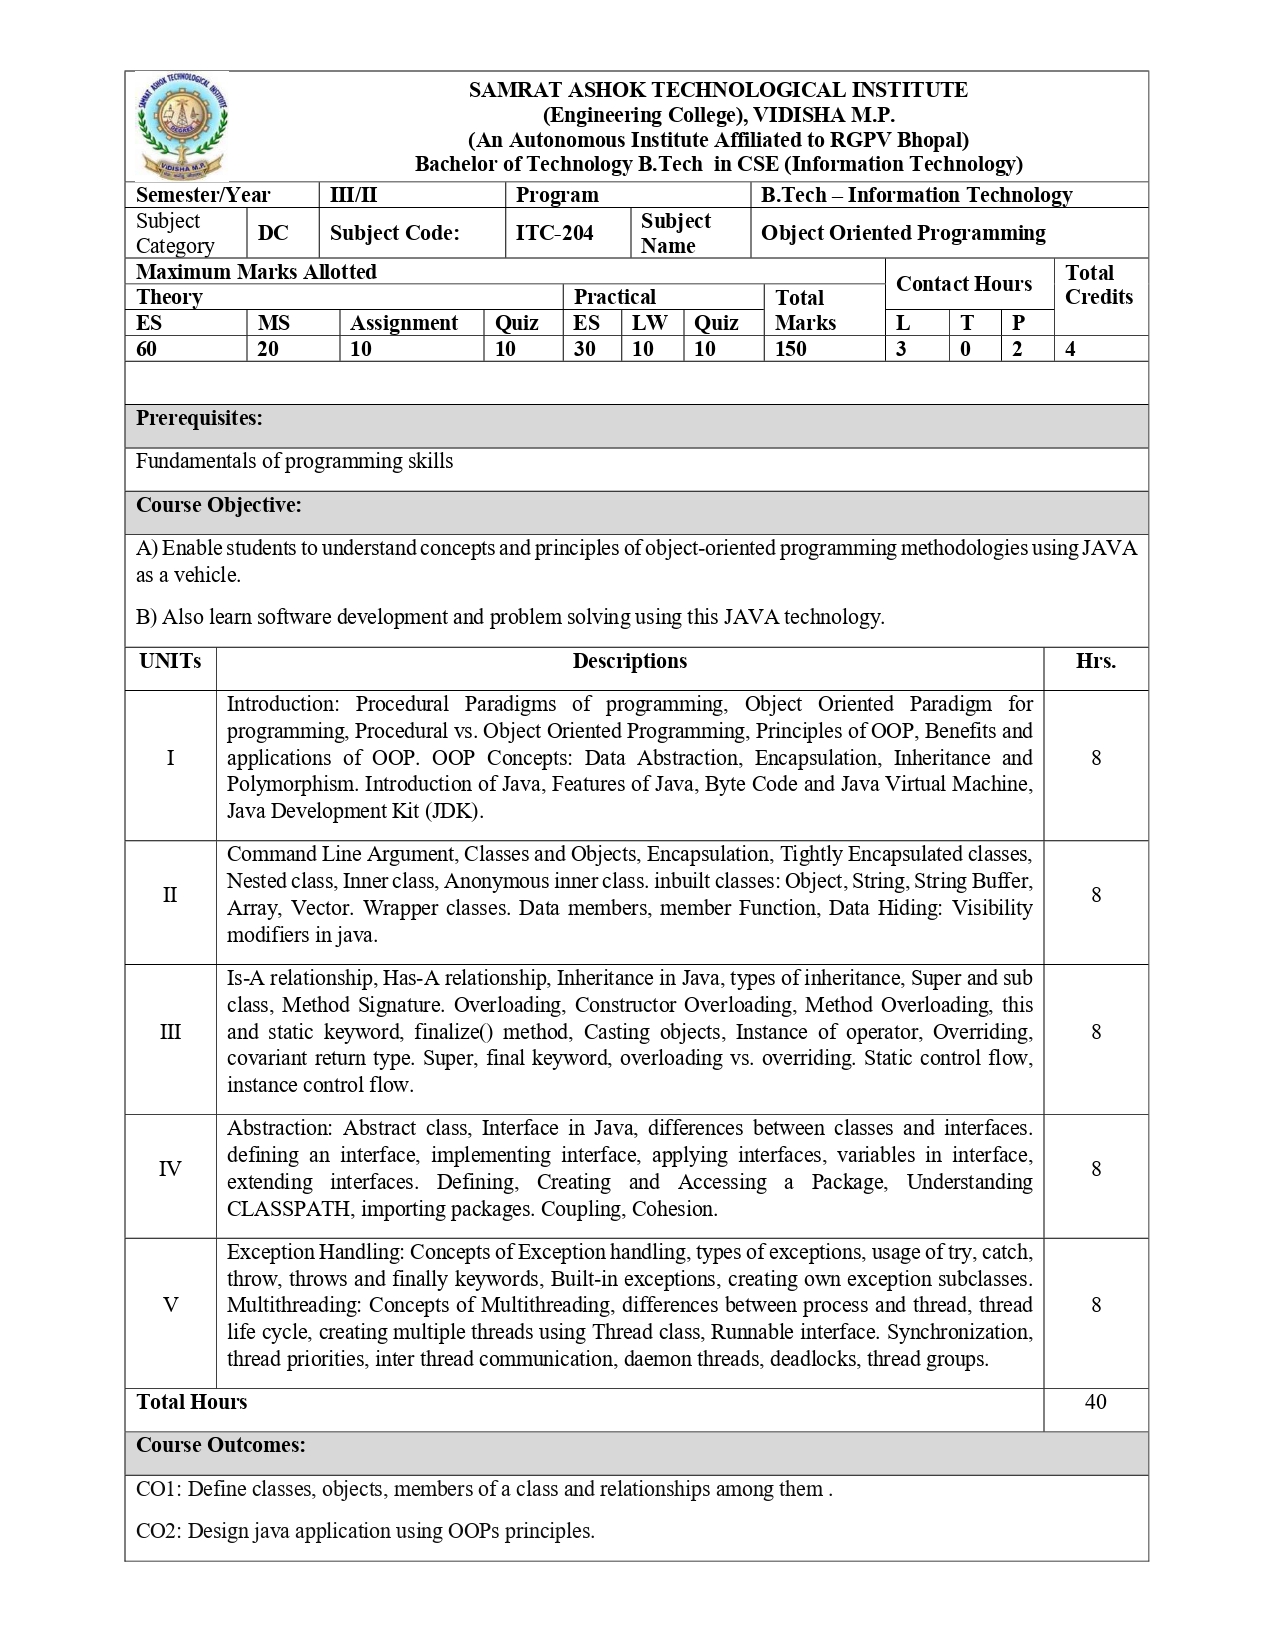 SAMRAT ASHOK TECHNOLOGICAL INSTITUTE
DEGREE
VIDISHA M.P.
SAMRAT ASHOK TECHNOLOGICAL INSTITUTE
(Engineering College), VIDISHA M.P.
(An Autonomous Institute Affiliated to RGPV Bhopal)
Bachelor of Technology B.Tech in CSE (Information Technology)
Semester/Year III/II Program B.Tech – Information Technology
Subject Category DC Subject Code: ITC-204 Subject Name Object Oriented Programming
Maximum Marks Allotted Contact Hours Total Credits
Theory Practical Total Marks
ES MS Assignment Quiz ES LW Quiz L T P
60 20 10 10 30 10 10 150 3 0 2 4
Prerequisites:
Fundamentals of programming skills
Course Objective:
A) Enable students to understand concepts and principles of object-oriented programming methodologies using JAVA
as a vehicle.
B) Also learn software development and problem solving using this JAVA technology.
UNITs Descriptions Hrs.
I
Introduction: Procedural Paradigms of programming, Object Oriented Paradigm for
programming, Procedural vs. Object Oriented Programming, Principles of OOP, Benefits and
applications of OOP. OOP Concepts: Data Abstraction, Encapsulation, Inheritance and
Polymorphism. Introduction of Java, Features of Java, Byte Code and Java Virtual Machine,
Java Development Kit (JDK).
8
II
Command Line Argument, Classes and Objects, Encapsulation, Tightly Encapsulated classes,
Nested class, Inner class, Anonymous inner class. inbuilt classes: Object, String, String Buffer,
Array, Vector. Wrapper classes. Data members, member Function, Data Hiding: Visibility
modifiers in java.
8
III
Is-A relationship, Has-A relationship, Inheritance in Java, types of inheritance, Super and sub
class, Method Signature. Overloading, Constructor Overloading, Method Overloading, this
and static keyword, finalize() method, Casting objects, Instance of operator, Overriding,
covariant return type. Super, final keyword, overloading vs. overriding. Static control flow,
instance control flow.
8
IV
Abstraction: Abstract class, Interface in Java, differences between classes and interfaces.
defining an interface, implementing interface, applying interfaces, variables in interface,
extending interfaces. Defining, Creating and Accessing a Package, Understanding
CLASSPATH, importing packages. Coupling, Cohesion.
8
V
Exception Handling: Concepts of Exception handling, types of exceptions, usage of try, catch,
throw, throws and finally keywords, Built-in exceptions, creating own exception subclasses.
Multithreading: Concepts of Multithreading, differences between process and thread, thread
life cycle, creating multiple threads using Thread class, Runnable interface. Synchronization,
thread priorities, inter thread communication, daemon threads, deadlocks, thread groups.
8
Total Hours 40
Course Outcomes:
CO1: Define classes, objects, members of a class and relationships among them .
CO2: Design java application using OOPs principles.